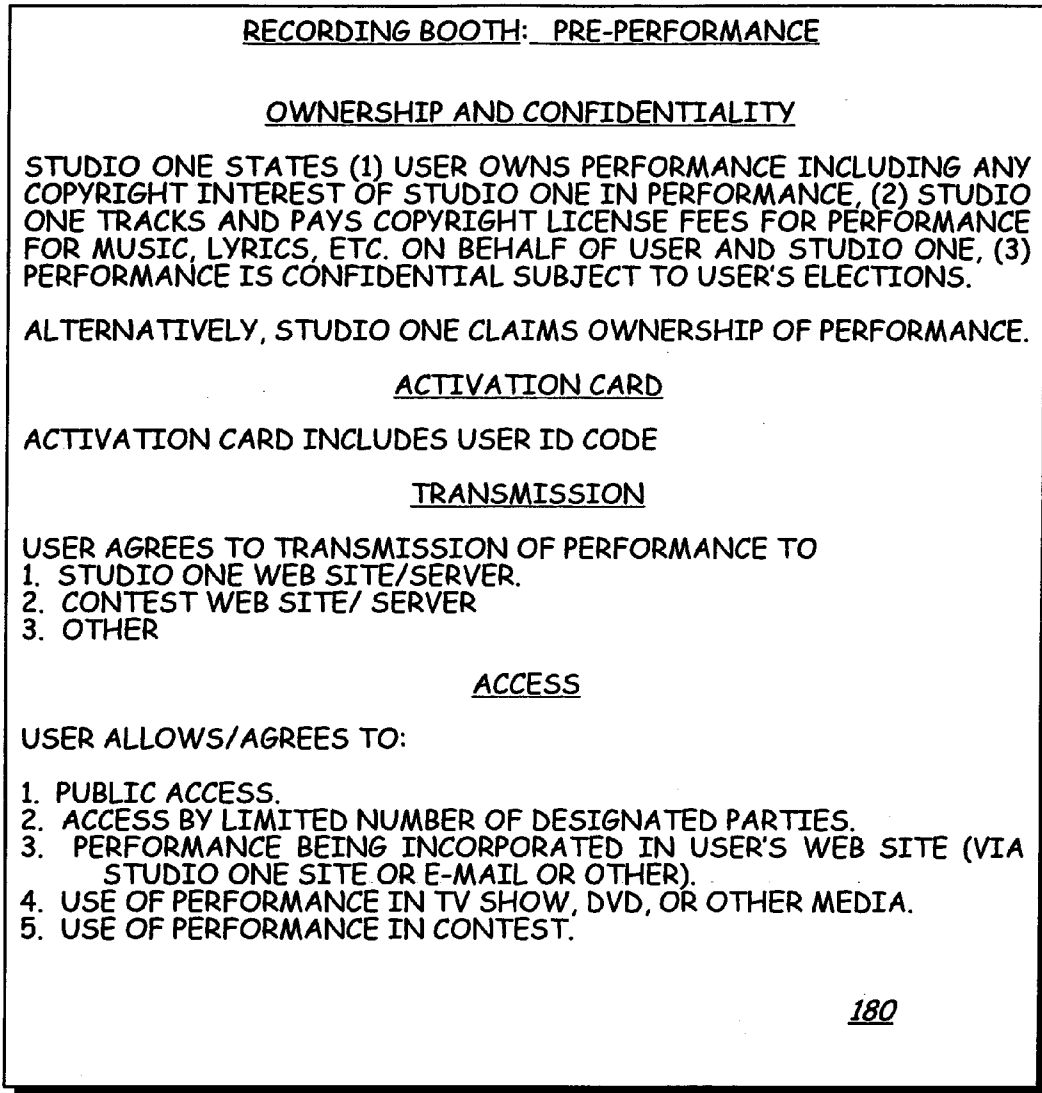 RECORDING BOOTH: PRE-PERFORMANCE
OWNERSHIP AND CONFIDENTIALITY
STUDIO ONE STATES (1) USER OWNS PERFORMANCE INCLUDING ANY
COPYRIGHT INTEREST OF STUDIO ONE IN PERFORMANCE, (2) STUDIO
ONE TRACKS AND PAYS COPYRIGHT LICENSE FEES FOR PERFORMANCE
FOR MUSIC, LYRICS, ETC. ON BEHALF OF USER AND STUDIO ONE, (3)
PERFORMANCE IS CONFIDENTIAL SUBJECT TO USER'S ELECTIONS.
ALTERNATIVELY, STUDIO ONE CLAIMS OWNERSHIP OF PERFORMANCE.
ACTIVATION CARD
ACTIVATION CARD INCLUDES USER ID CODE
TRANSMISSION
USER AGREES TO TRANSMISSION OF PERFORMANCE TO
1. STUDIO ONE WEB SITE/SERVER.
2. CONTEST WEB SITE/ SERVER
3. OTHER
ACCESS
USER ALLOWS/AGREES TO:
1. PUBLIC ACCESS.
2. ACCESS BY LIMITED NUMBER OF DESIGNATED PARTIES.
3. PERFORMANCE BEING INCORPORATED IN USER'S WEB SITE (VIA
STUDIO ONE SITE OR E-MAIL OR OTHER).
4. USE OF PERFORMANCE IN TV SHOW, DVD, OR OTHER MEDIA.
5. USE OF PERFORMANCE IN CONTEST.
180